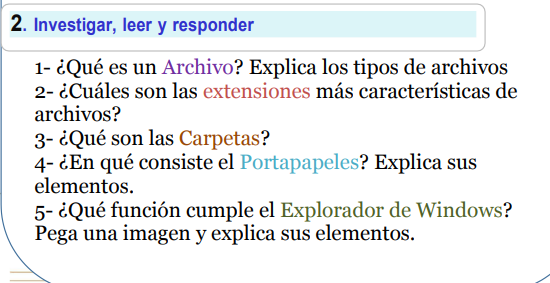 2. Investigar, leer y responder
1- ¿Qué es un Archivo? Explica los tipos de archivos
2- ¿Cuáles son las extensiones más características de
archivos?
3- ¿Qué son las Carpetas?
4- ¿En qué consiste el Portapapeles? Explica sus
elementos.
5- ¿Qué función cumple el Explorador de Windows?
Pega una imagen y explica sus elementos.